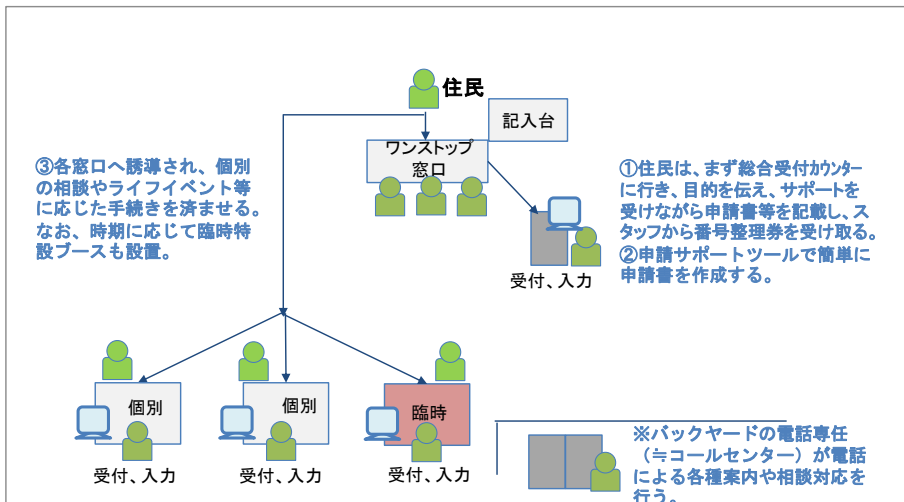 住民
記入台
ワンストップ
窓口
③各窓口へ誘導され、個別
の相談やライフイベント等
に応じた手続きを済ませる。
なお、時期に応じて臨時特
設ブースも設置。
①住民は、まず総合受付カウンター
に行き、目的を伝え、サポートを
受けながら申請書等を記載し、ス
タッフから番号整理券を受け取る。
②申請サポートツールで簡単に
申請書を作成する。
受付、入力
個別
個別
臨時
受付、入力
受付、入力
受付、入力
※バックヤードの電話専任
（≒コールセンター）が電話
による各種案内や相談対応を
行う。